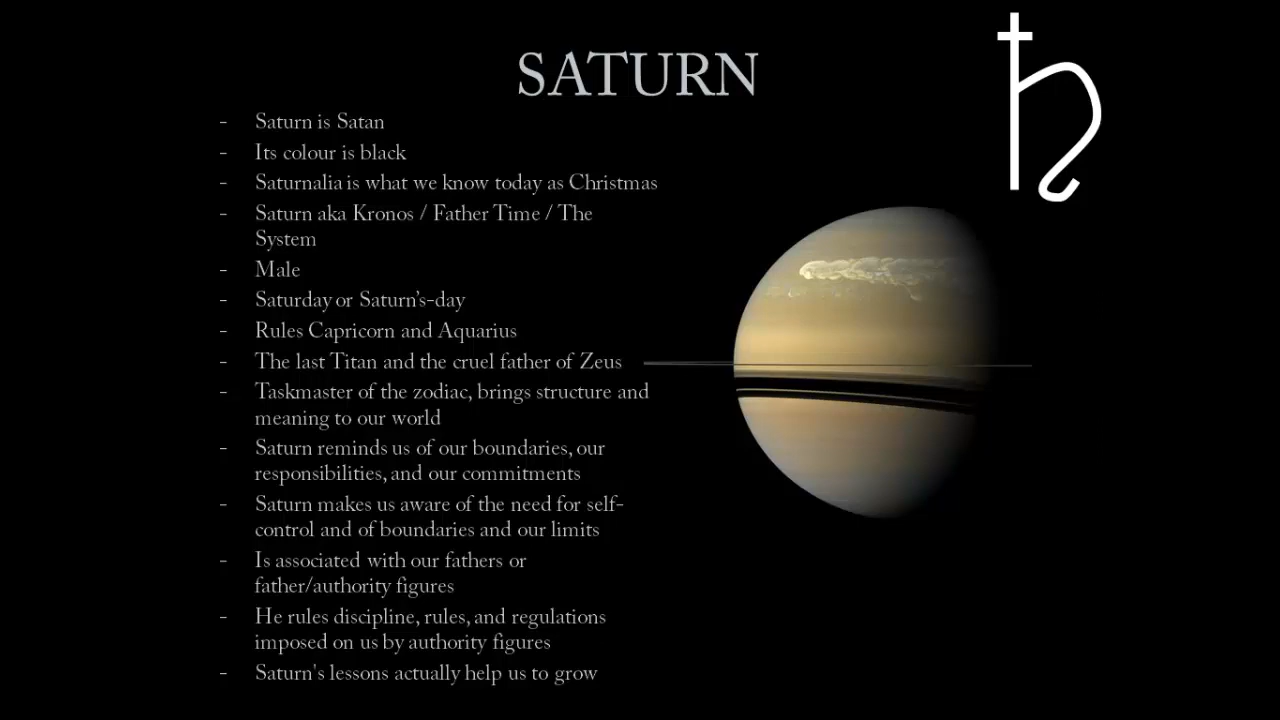 SATURN
- Saturn is Satan
- Its colour is black
- Saturnalia is what we know today as Christmas
- Saturn aka Kronos / Father Time / The
System
- Male
- Saturday or Saturn's-day
- Rules Capricorn and Aquarius
- The last Titan and the cruel father of Zeus
- Taskmaster of the zodiac, brings structure and
meaning to our world
- Saturn reminds us of our boundaries, our
responsibilities, and our commitments
- Saturn makes us aware of the need for self-
control and of boundaries and our limits
- Is associated with our fathers or
father/authority figures
- He rules discipline, rules, and regulations
imposed on us by authority figures
- Saturn's lessons actually help us to grow